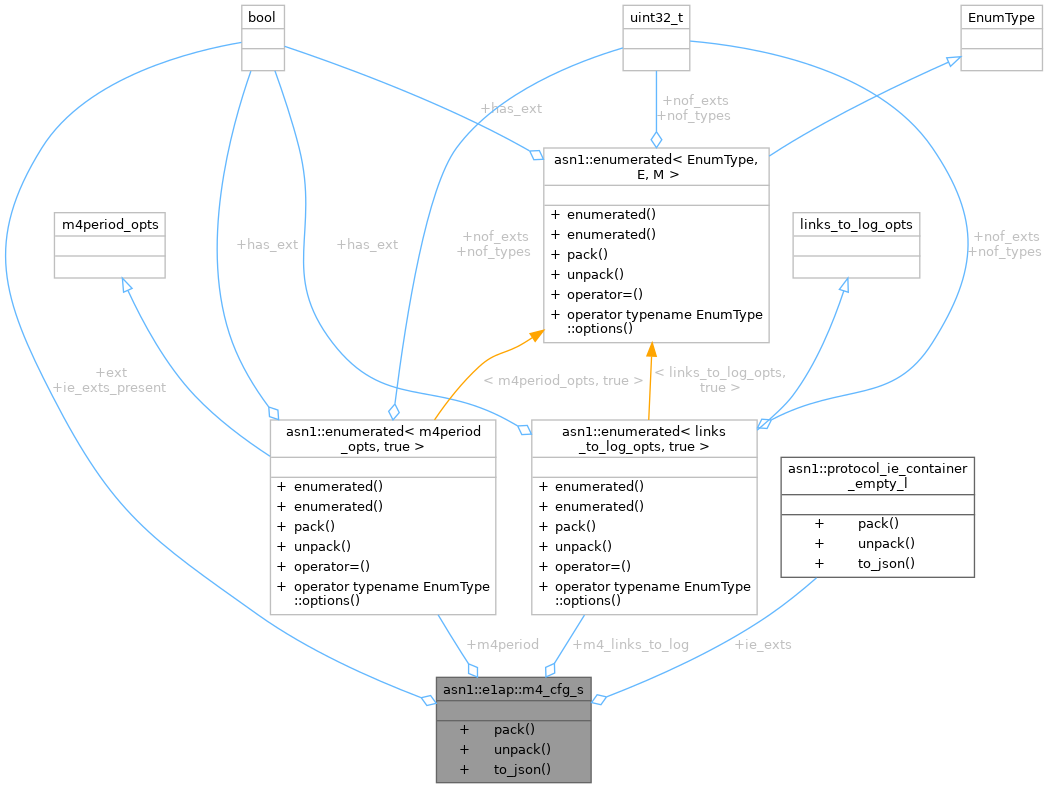 bool
uint32_t
EnumType
+has_ext
+nof_exts
+nof_types
asn1::enumerated< EnumType,
E, M >
+ enumerated()
+ enumerated()
+ pack()
+ unpack()
+ operator=()
+ operator typename EnumType
::options()
m4period_opts
links_to_log_opts
+has_ext
+has_ext
+nof_exts
+nof_types
+nof_exts
+nof_types
+ext
+ie_exts_present
< m4period_opts, true >
< links_to_log_opts,
true >
asn1::enumerated< m4period
_opts, true >
+ enumerated()
+ enumerated()
+ pack()
+ unpack()
+ operator=()
+ operator typename EnumType
::options()
asn1::enumerated< links
_to_log_opts, true >
+ enumerated()
+ enumerated()
+ pack()
+ unpack()
+ operator=()
+ operator typename EnumType
::options()
asn1::protocol_ie_container
_empty_l
+ pack()
+ unpack()
+ to_json()
+m4period
+m4_links_to_log
+ie_exts
asn1::e1ap::m4_cfg_s
+ pack()
+ unpack()
+ to_json()